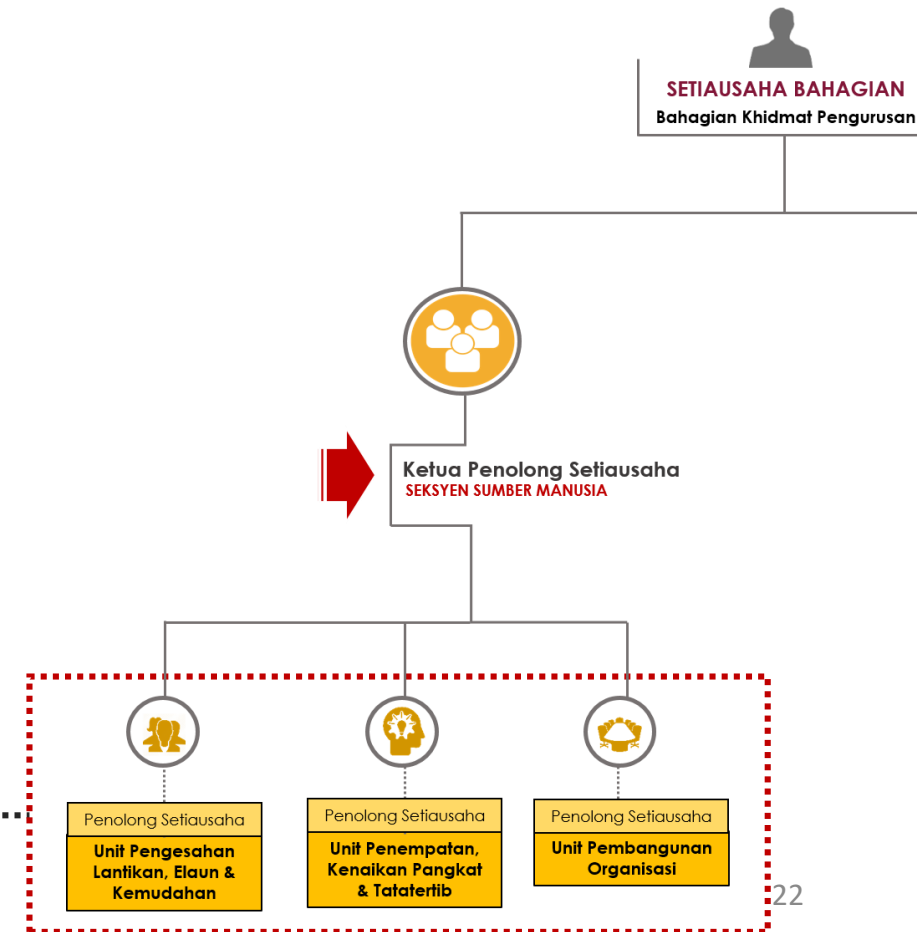 SETIAUSAHA BAHAGIAN
Bahagian Khidmat Pengurusan
Ketua Penolong Setiausaha
SEKSYEN SUMBER MANUSIA
Penolong Setiausaha
Unit Pengesahan
Lantikan, Elaun &
Kemudahan
Penolong Setiausaha
Unit Penempatan,
Kenaikan Pangkat
& Tatatertib
Penolong Setiausaha
Unit Pembangunan
Organisasi
22